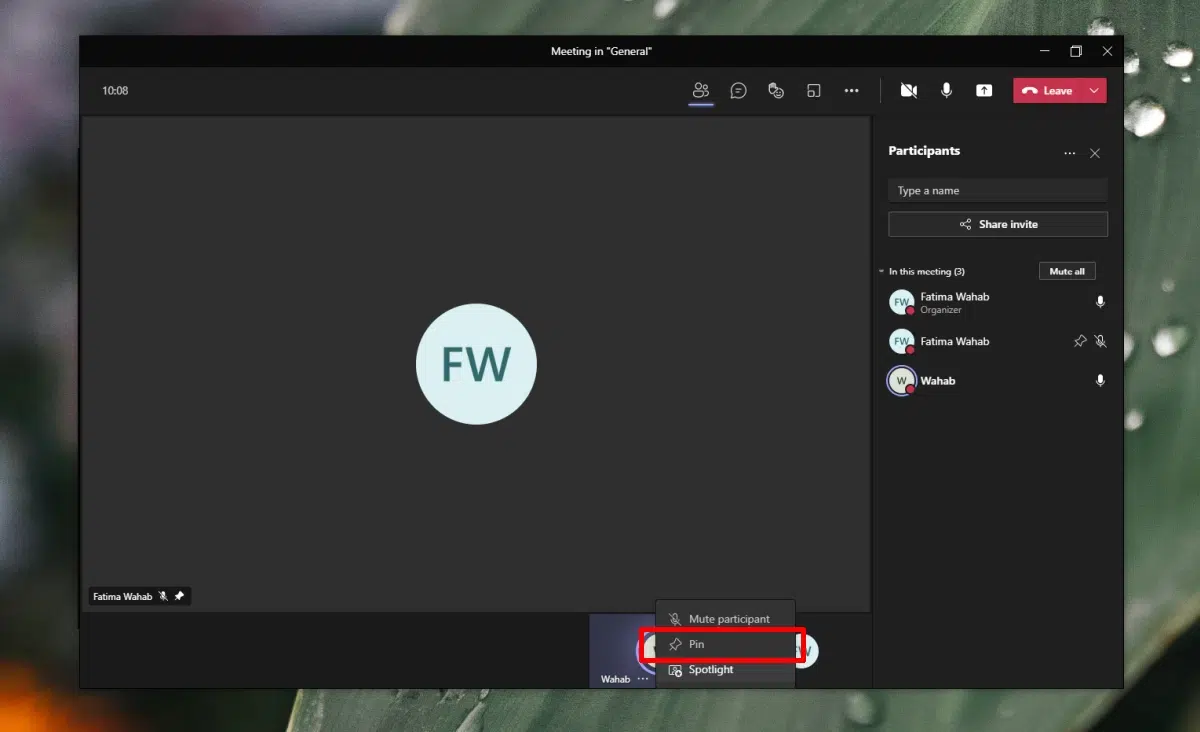 Meeting in "General"
10:08
Leave
Participants
Type a name
Share invite
In this meeting (3)
Mute all
FW
Fatima Wahab
Organizer
FW
Fatima Wahab
W
Wahab
FW
Fatima Wahab
Mute participant
Pin
Spotlight
Wahab